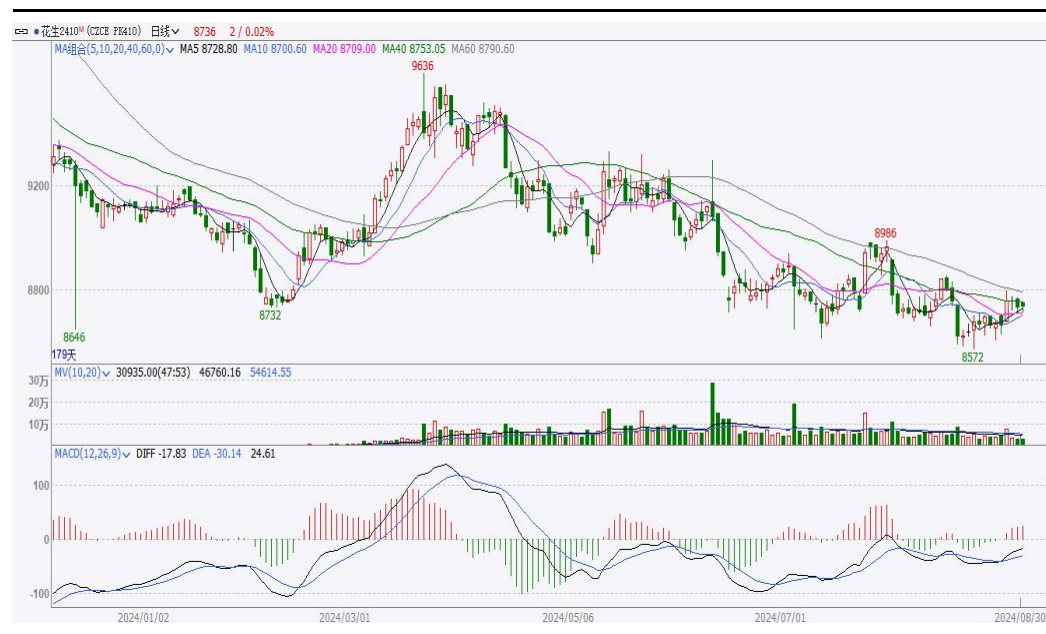 花生2410M (CZCE PK410) 日线 8736 2 / 0.02%
MA组合(5,10,20,40,60,0) MA5 8728.80 MA10 8700.60 MA20 8709.00 MA40 8753.05 MA60 8790.60
9636
9200
8986
8800
8732
8646
8572
179天
MV(10,20) 30935.00(47:53) 46760.16 54614.55
30万
20万
10万
MACD(12,26,9) DIFF -17.83 DEA -30.14 24.61
100
0
-100
2024/01/02 2024/03/01 2024/05/06 2024/07/01 2024/08/30